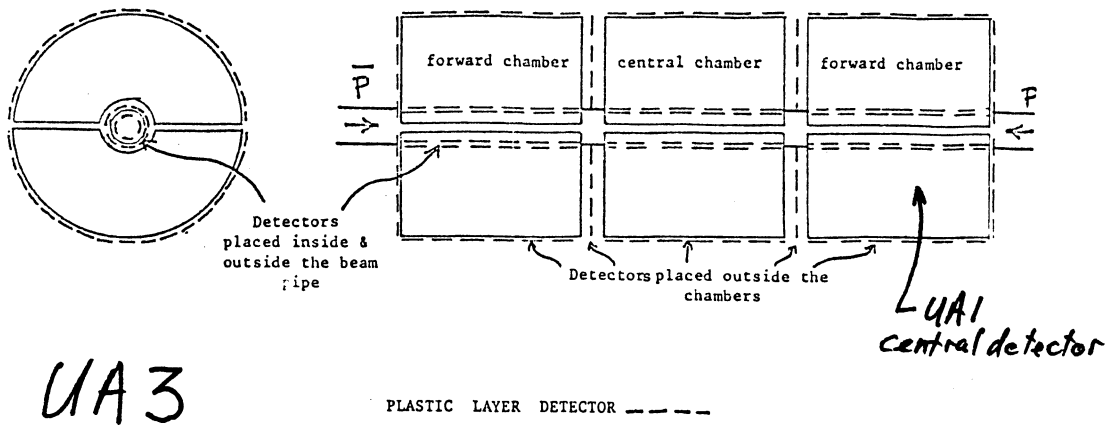 forward chamber
central chamber
forward chamber
P
P
Detectors
placed inside &
outside the beam
pipe
Detectors placed outside the
chambers
UA1
central detector
UA3
PLASTIC LAYER DETECTOR